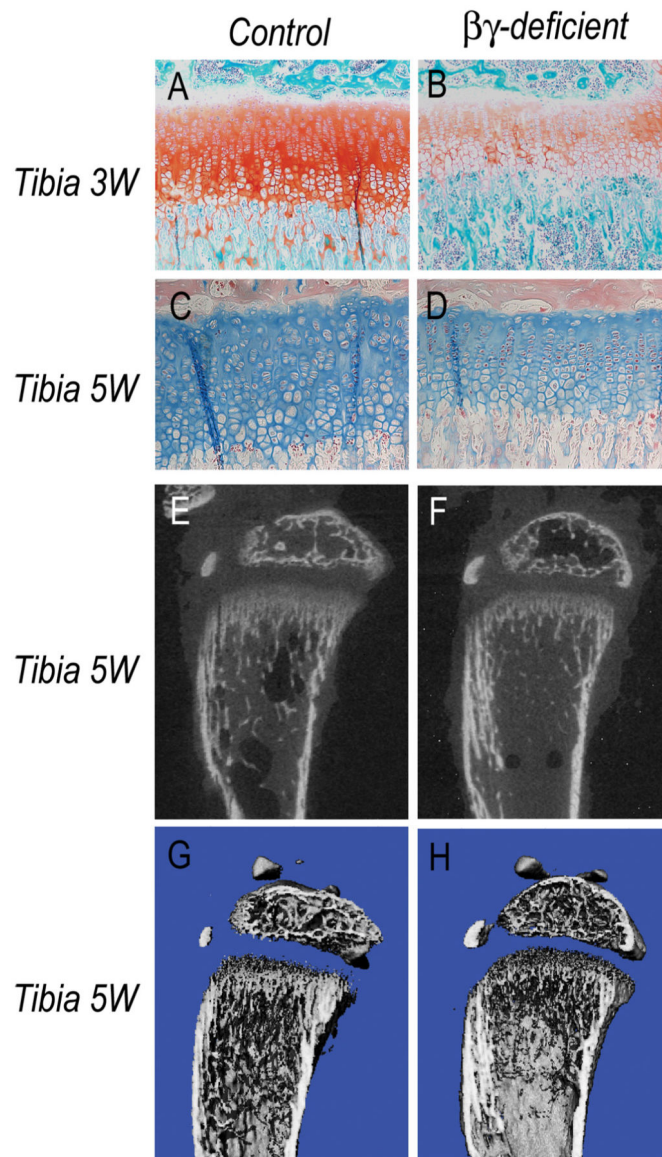 Control βγ-deficient
A B
Tibia 3W
C D
Tibia 5W
E F
Tibia 5W
G H
Tibia 5W